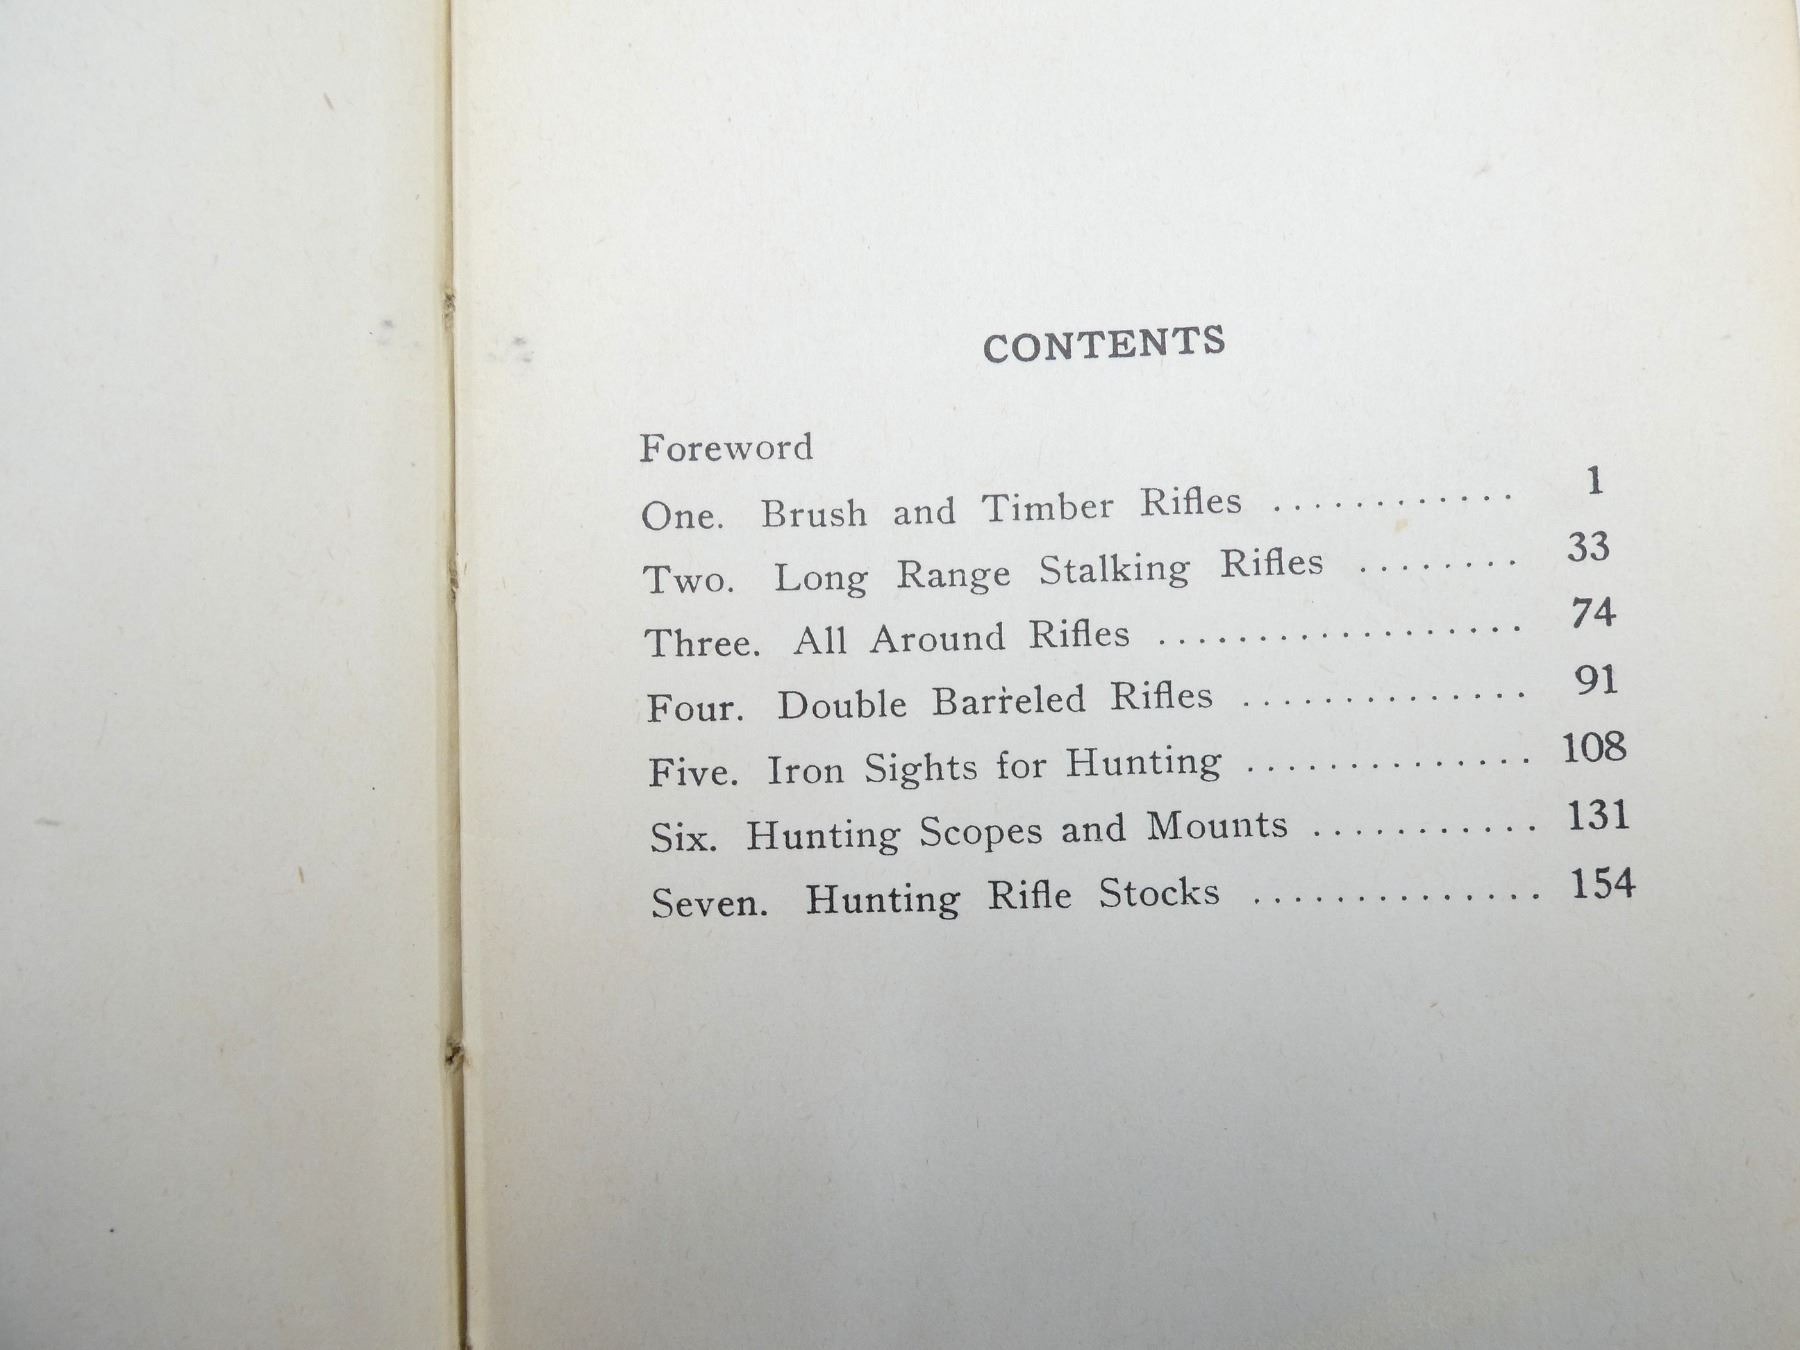 CONTENTS
Foreword
One. Brush and Timber Rifles ............ 1
Two. Long Range Stalking Rifles ........ 33
Three. All Around Rifles .................. 74
Four. Double Barreled Rifles .............. 91
Five. Iron Sights for Hunting .............. 108
Six. Hunting Scopes and Mounts ........... 131
Seven. Hunting Rifle Stocks .............. 154